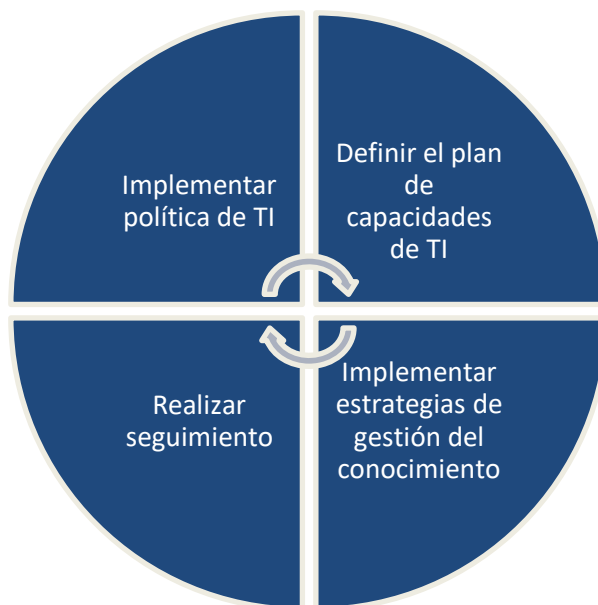 Implementar
política de TI
Definir el plan
de
capacidades
de TI
Realizar
seguimiento
Implementar
estrategias de
gestión del
conocimiento